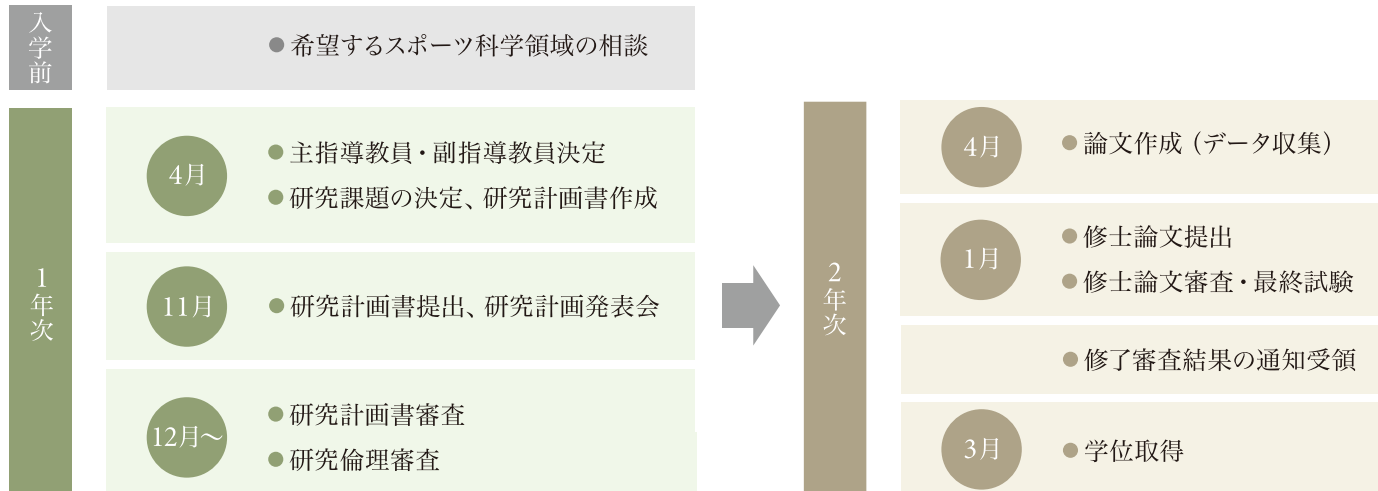 入学前
●希望するスポーツ科学領域の相談
1年次
4月
●主指導教員・副指導教員決定
●研究課題の決定、研究計画書作成
11月
●研究計画書提出、研究計画発表会
12月～
●研究計画書審査
●研究倫理審査
2年次
4月
●論文作成（データ収集）
1月
●修士論文提出
●修士論文審査・最終試験
●修了審査結果の通知受領
3月
●学位取得